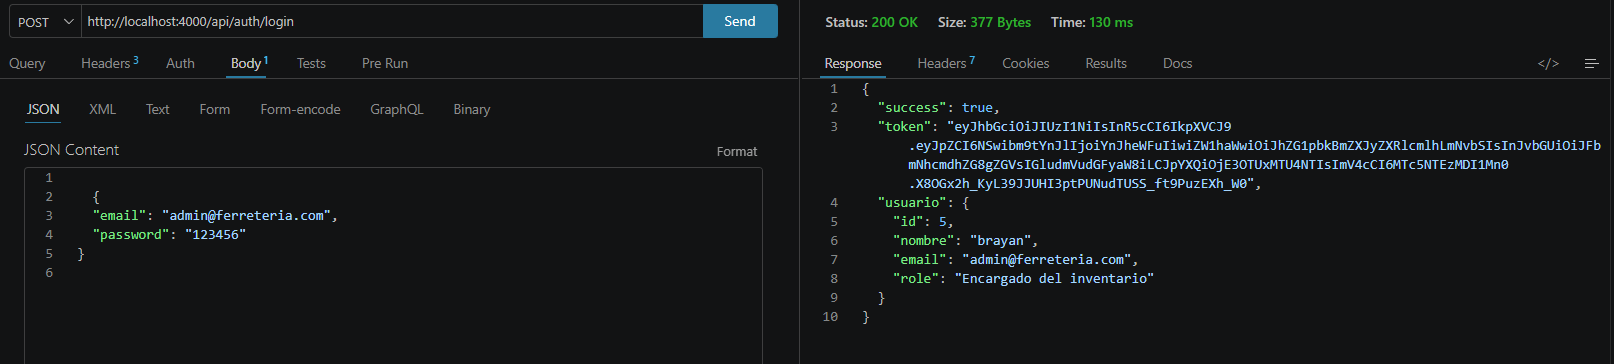 POST http://localhost:4000/api/auth/login Send
Query Headers 3 Auth Body 1 Tests Pre Run
JSON XML Text Form Form-encode GraphQL Binary
JSON Content Format
1
2 {
3 "email": "admin@ferreteria.com",
4 "password": "123456"
5 }
6
Status: 200 OK Size: 377 Bytes Time: 130 ms
Response Headers 7 Cookies Results Docs </>
1 {
2 "success": true,
3 "token": "eyJhbGciOiJIUzI1NiIsInR5cCI6IkpXVCJ9
.eyJpZCI6NSwibm9tYnJlIjoiYnJheWFuIiwiZW1haWwiOiJhZG1pbkBmZXJyZXRlcmlhLmNvbSIsInJvbGUiOiJFb
mNhcmdhZG8gZGVsIGludmVudGFyaW8iLCJpYXQiOjE3OTUxMTU4NTIsImV4cCI6MTc5NTEzMDI1Mn0
.X8OGx2h_KyL39JJUHI3ptPUNudTUSS_ft9PuzEXh_W0",
4 "usuario": {
5 "id": 5,
6 "nombre": "brayan",
7 "email": "admin@ferreteria.com",
8 "role": "Encargado del inventario"
9 }
10 }